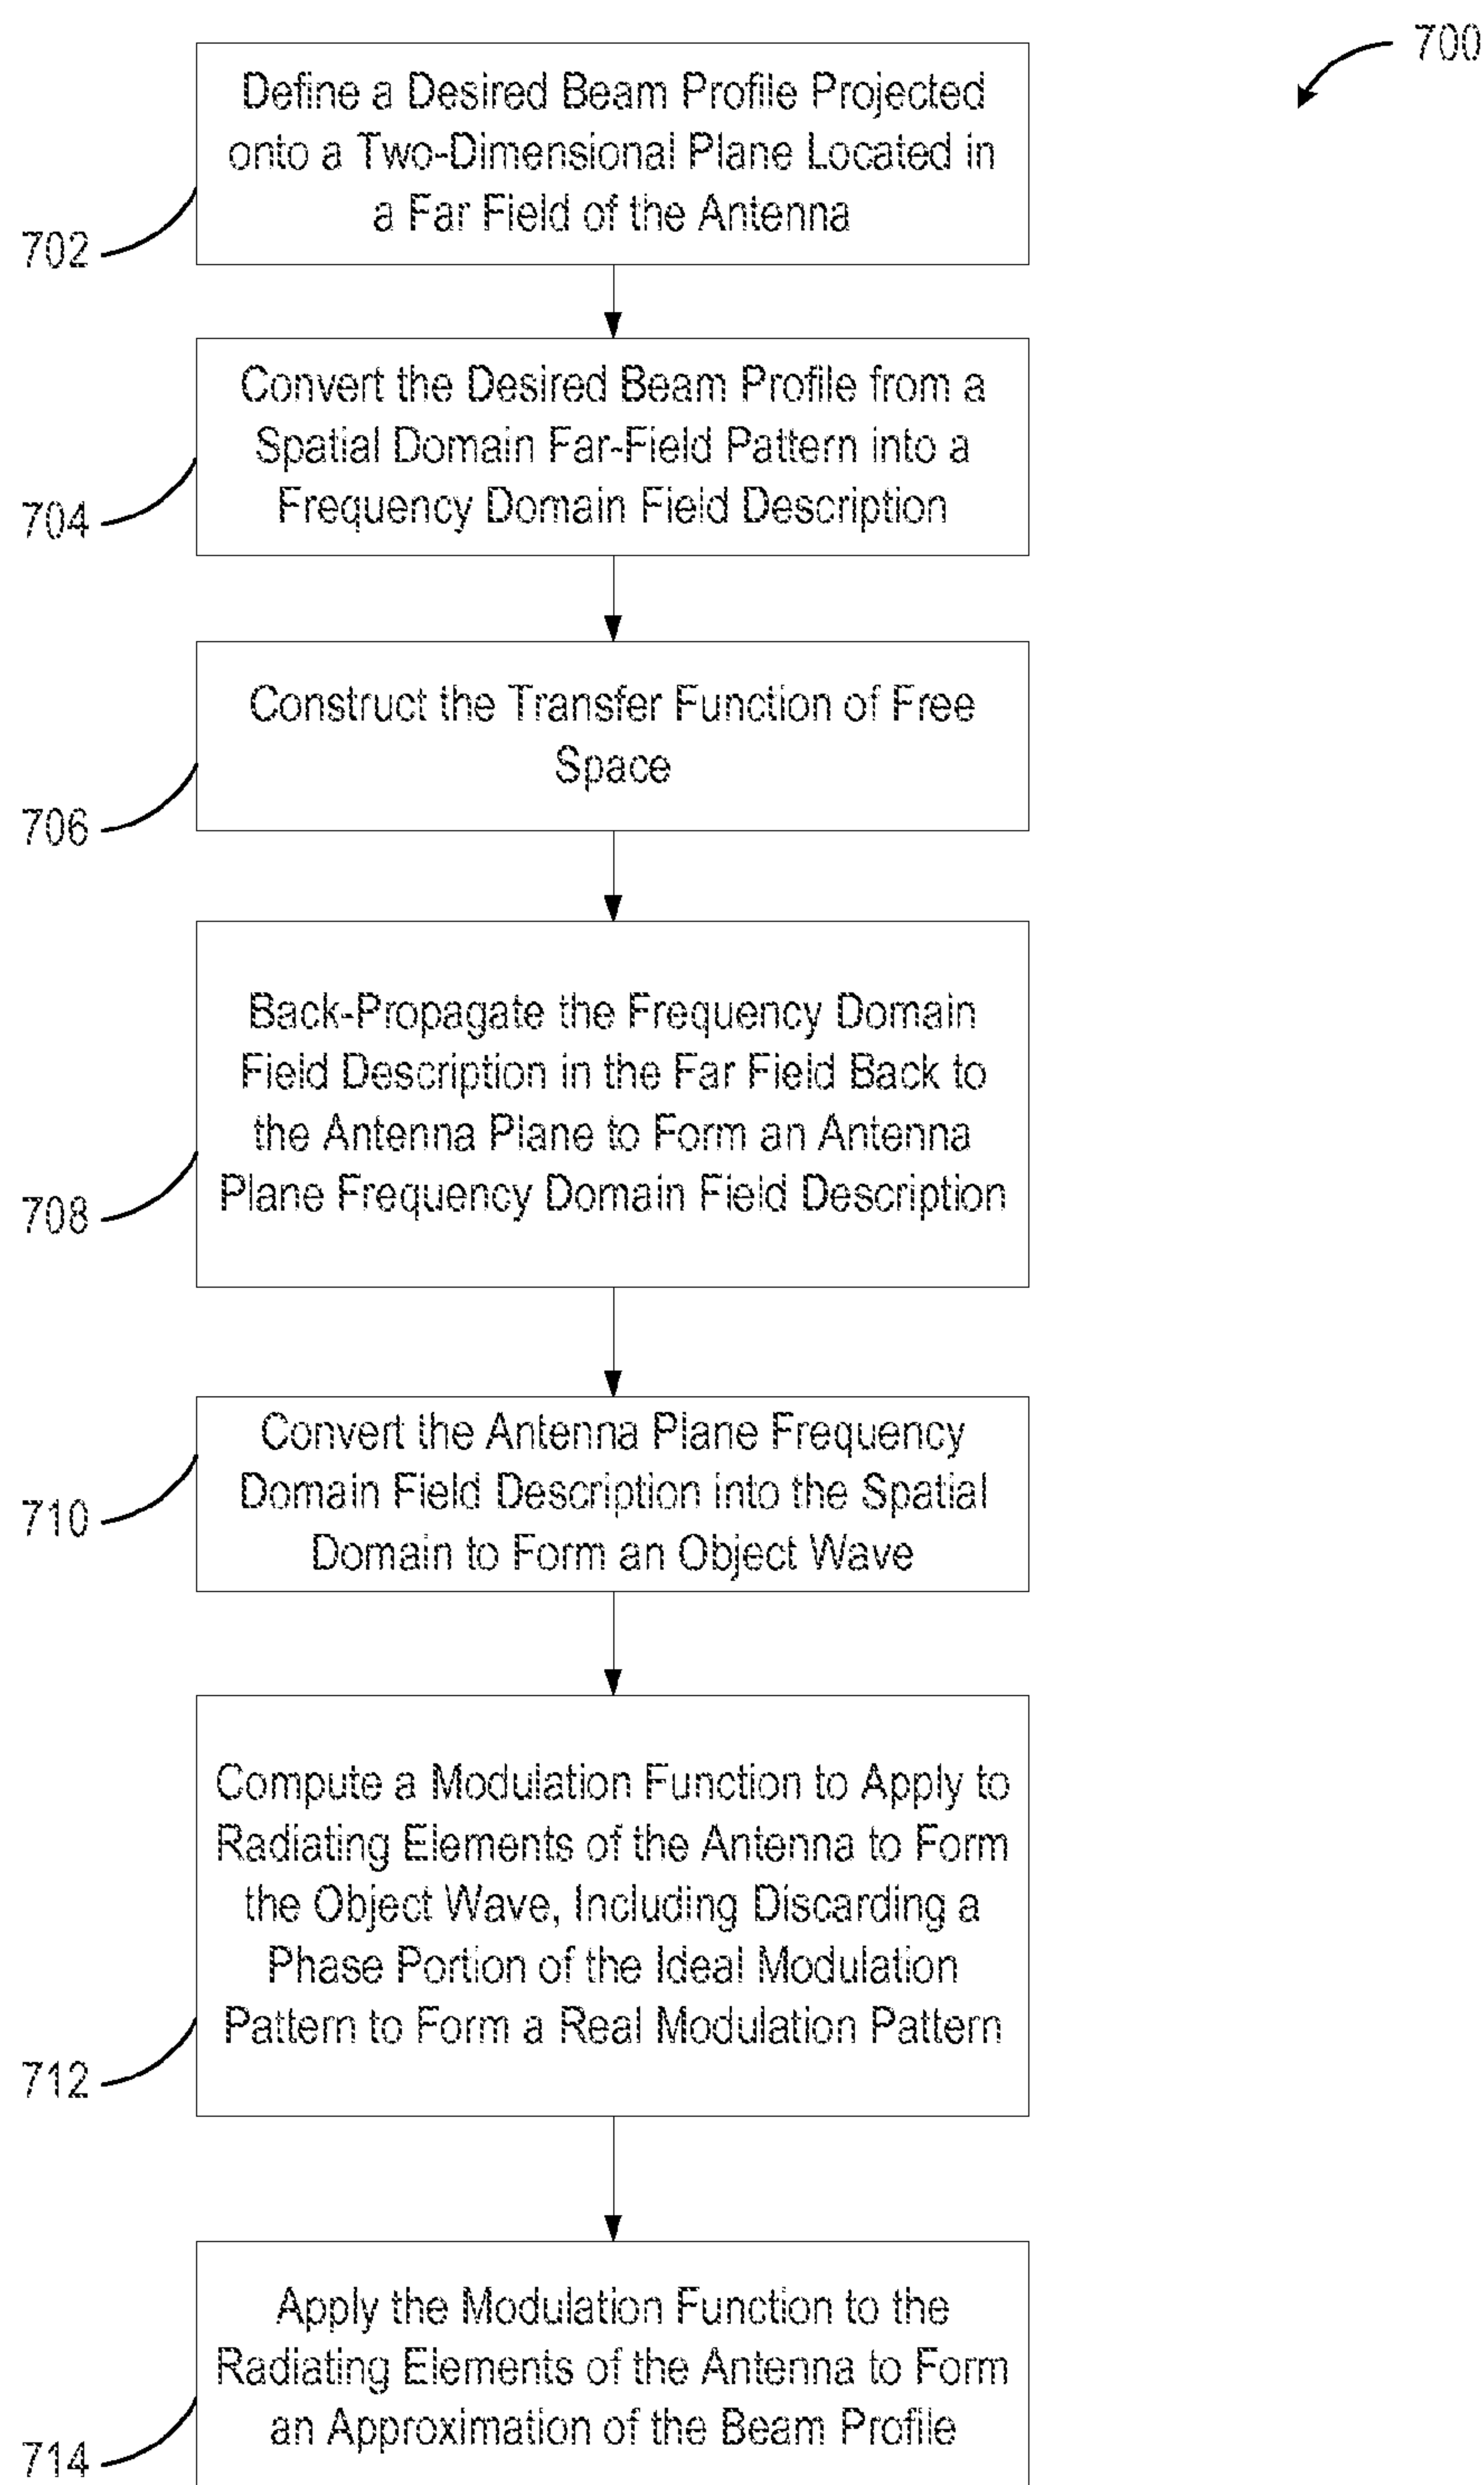 700
Define a Desired Beam Profile Projected
onto a Two-Dimensional Plane Located in
a Far Field of the Antenna
702
Convert the Desired Beam Profile from a
Spatial Domain Far-Field Pattern into a
Frequency Domain Field Description
704
Construct the Transfer Function of Free
Space
706
Back-Propagate the Frequency Domain
Field Description in the Far Field Back to
the Antenna Plane to Form an Antenna
Plane Frequency Domain Field Description
708
Convert the Antenna Plane Frequency
Domain Field Description into the Spatial
Domain to Form an Object Wave
710
Compute a Modulation Function to Apply to
Radiating Elements of the Antenna to Form
the Object Wave, Including Discarding a
Phase Portion of the Ideal Modulation
Pattern to Form a Real Modulation Pattern
712
Apply the Modulation Function to the
Radiating Elements of the Antenna to Form
an Approximation of the Beam Profile
714